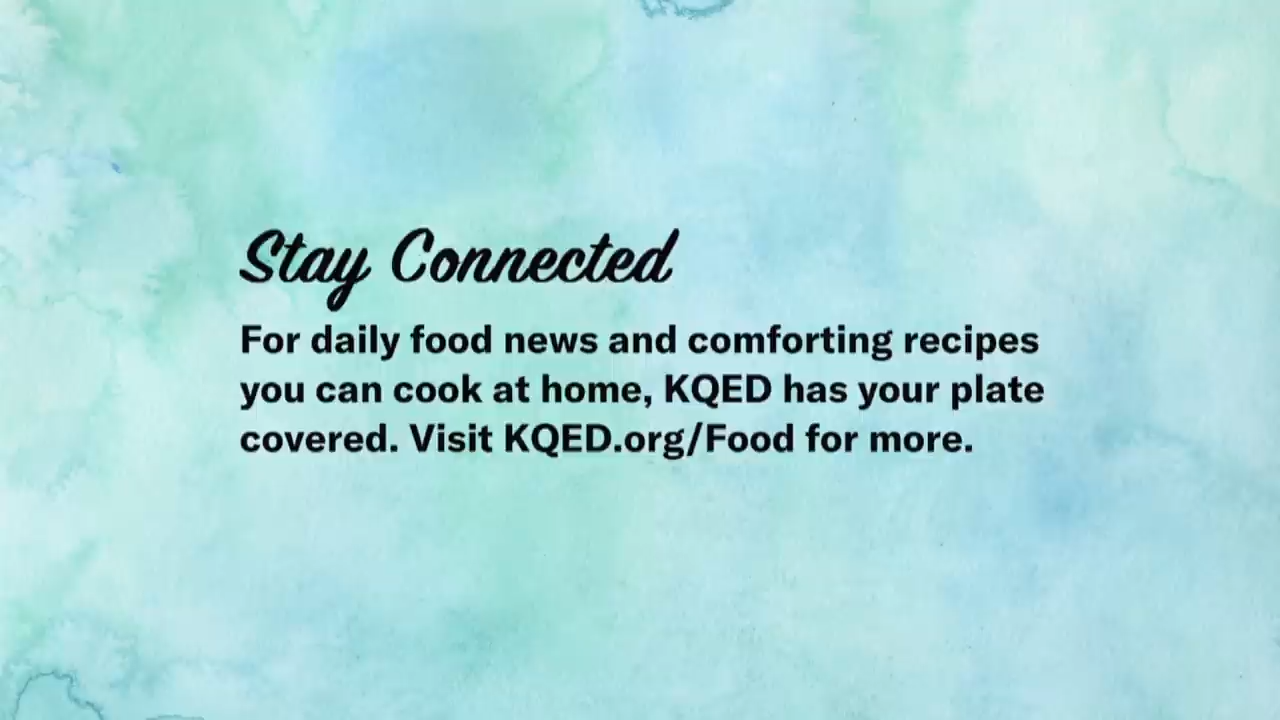 Stay Connected
For daily food news and comforting recipes
you can cook at home, KQED has your plate
covered. Visit KQED.org/Food for more.